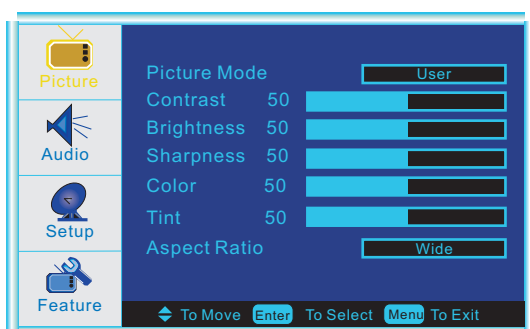 Picture
Audio
Setup
Feature
Picture Mode User
Contrast 50
Brightness 50
Sharpness 50
Color 50
Tint 50
Aspect Ratio Wide
To Move Enter To Select Menu To Exit